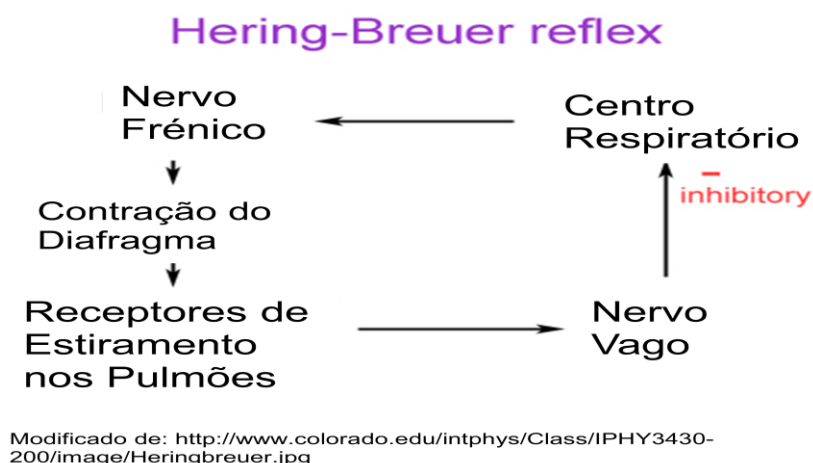 Hering-Breuer reflex
Nervo
Frénico
Centro
Respiratório
inhibitory
Contração do
Diafragma
Receptores de
Estiramento
nos Pulmões
Nervo
Vago
Modificado de: http://www.colorado.edu/intphys/Class/IPHY3430-
200/image/Heringbreuer.jpg